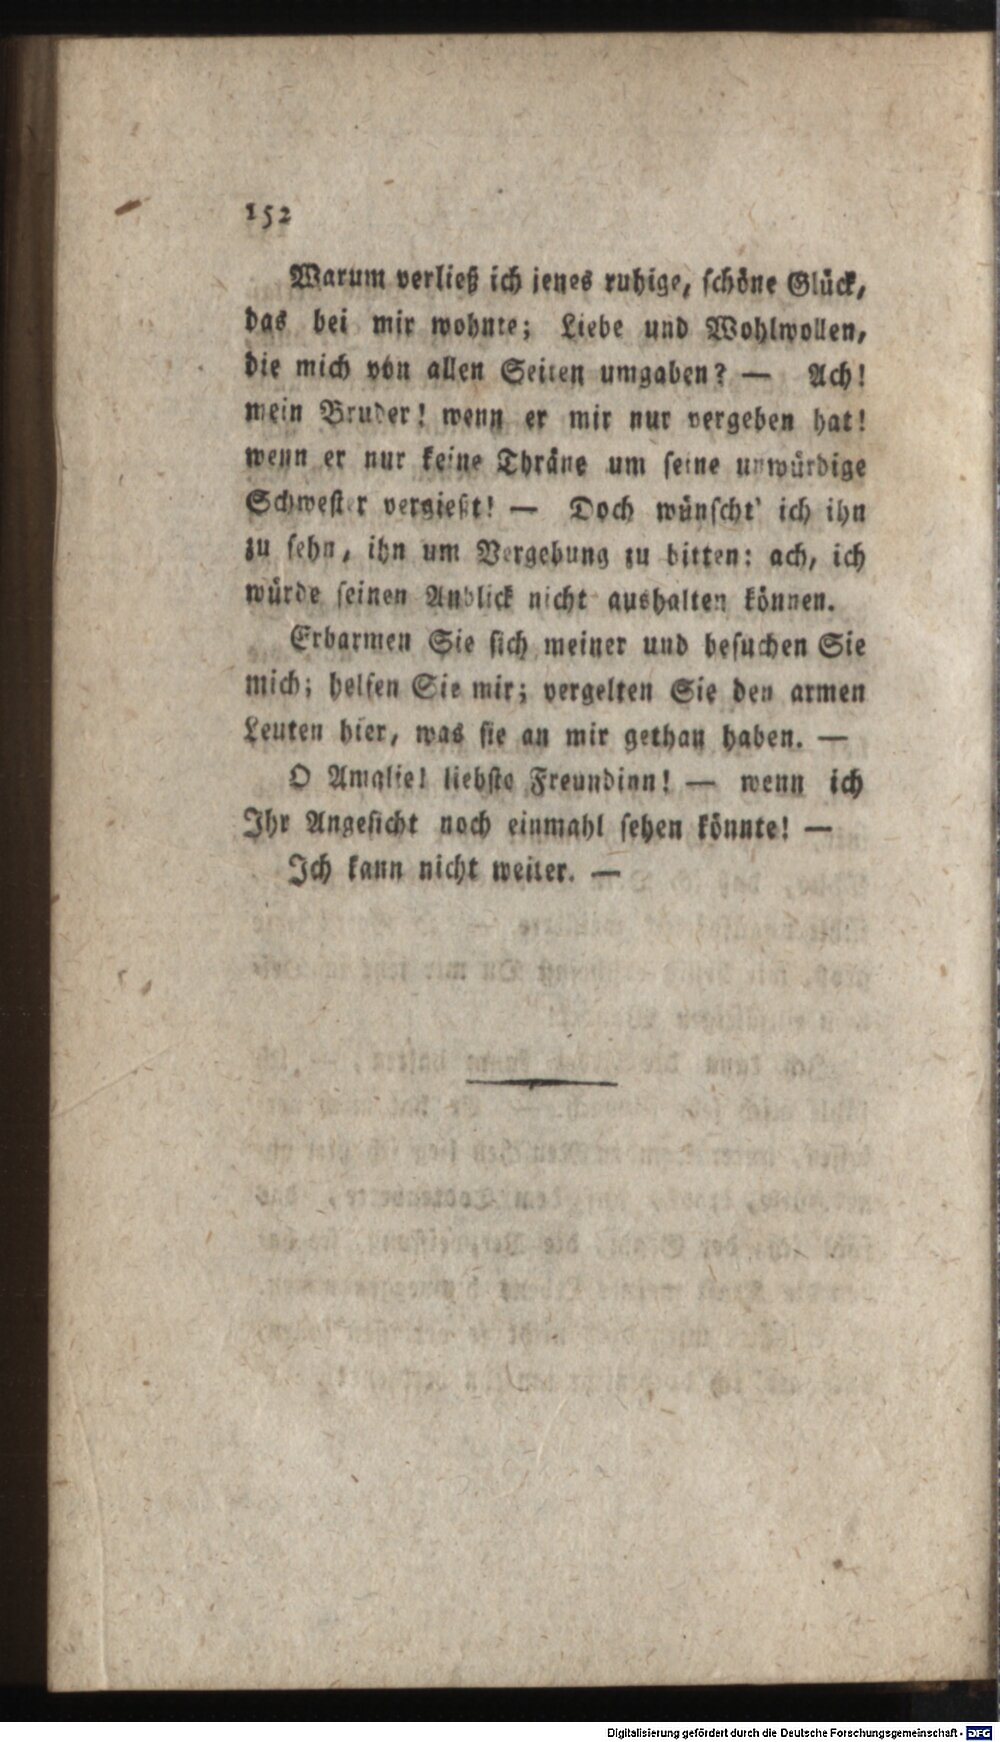 152
Warum verließ ich jenes ruhige, schöne Glück,
das bei mir wohnte; Liebe und Wohlwollen,
die mich von allen Seiten umgaben? — Ach!
mein Bruder! wenn er mir nur vergeben hat!
wenn er nur keine Thräne um seine unwürdige
Schwester vergießt! — Doch wünscht' ich ihn
zu sehn, ihn um Vergebung zu bitten: ach, ich
würde seinen Anblick nicht aushalten können.
Erbarmen Sie sich meiner und besuchen Sie
mich; helfen Sie mir; vergelten Sie den armen
Leuten hier, was sie an mir gethan haben. —
O Amalie! liebste Freundinn! — wenn ich
Ihr Angesicht noch einmahl sehen könnte! —
Ich kann nicht weiter. —
Digitalisierung gefördert durch die Deutsche Forschungsgemeinschaft - DFG